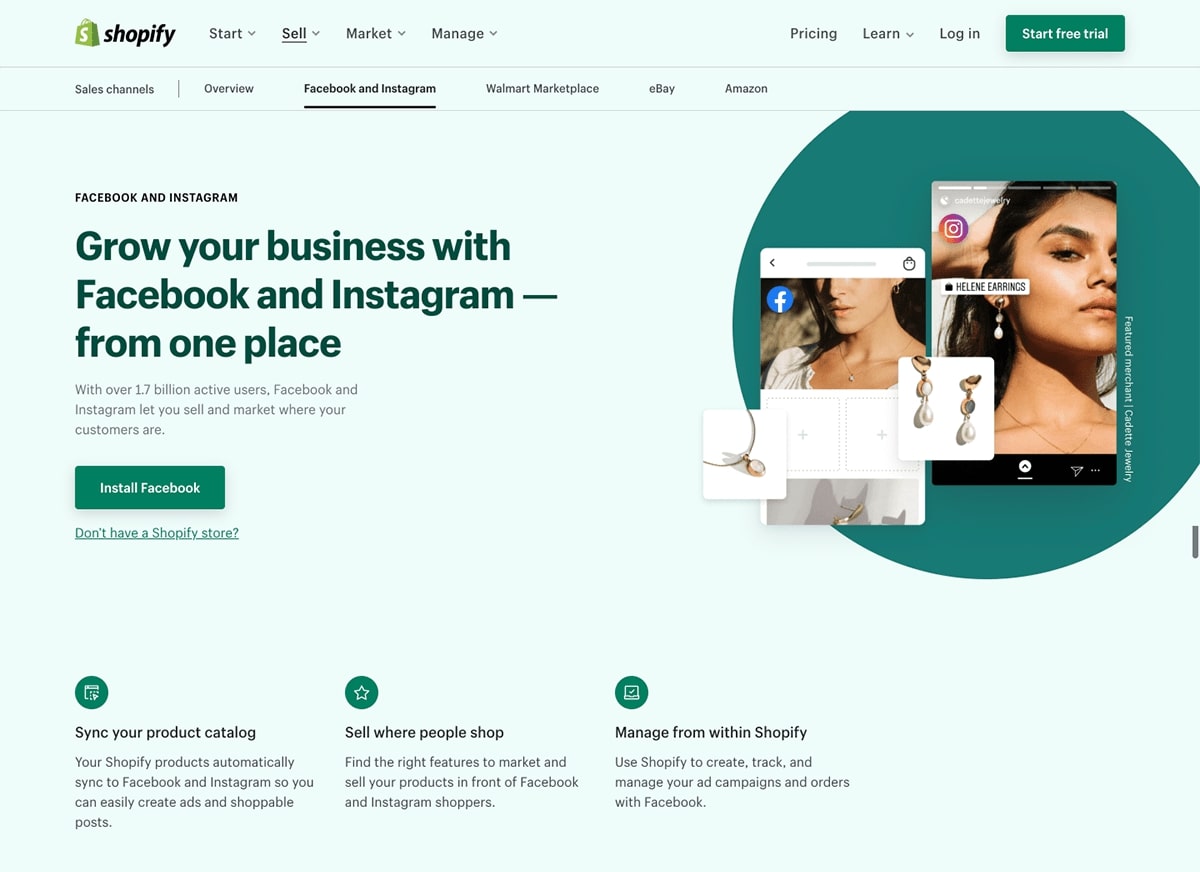 shopify
Start
Sell
Market
Manage
Pricing
Learn
Log in
Start free trial
Sales channels
Overview
Facebook and Instagram
Walmart Marketplace
eBay
Amazon
FACEBOOK AND INSTAGRAM
Grow your business with
Facebook and Instagram —
from one place
With over 1.7 billion active users, Facebook and
Instagram let you sell and market where your
customers are.
Install Facebook
Don't have a Shopify store?
cadettejewelry
HELENE EARRINGS
Featured merchant | Cadette Jewelry
Sync your product catalog
Your Shopify products automatically
sync to Facebook and Instagram so you
can easily create ads and shoppable
posts.
Sell where people shop
Find the right features to market and
sell your products in front of Facebook
and Instagram shoppers.
Manage from within Shopify
Use Shopify to create, track, and
manage your ad campaigns and orders
with Facebook.